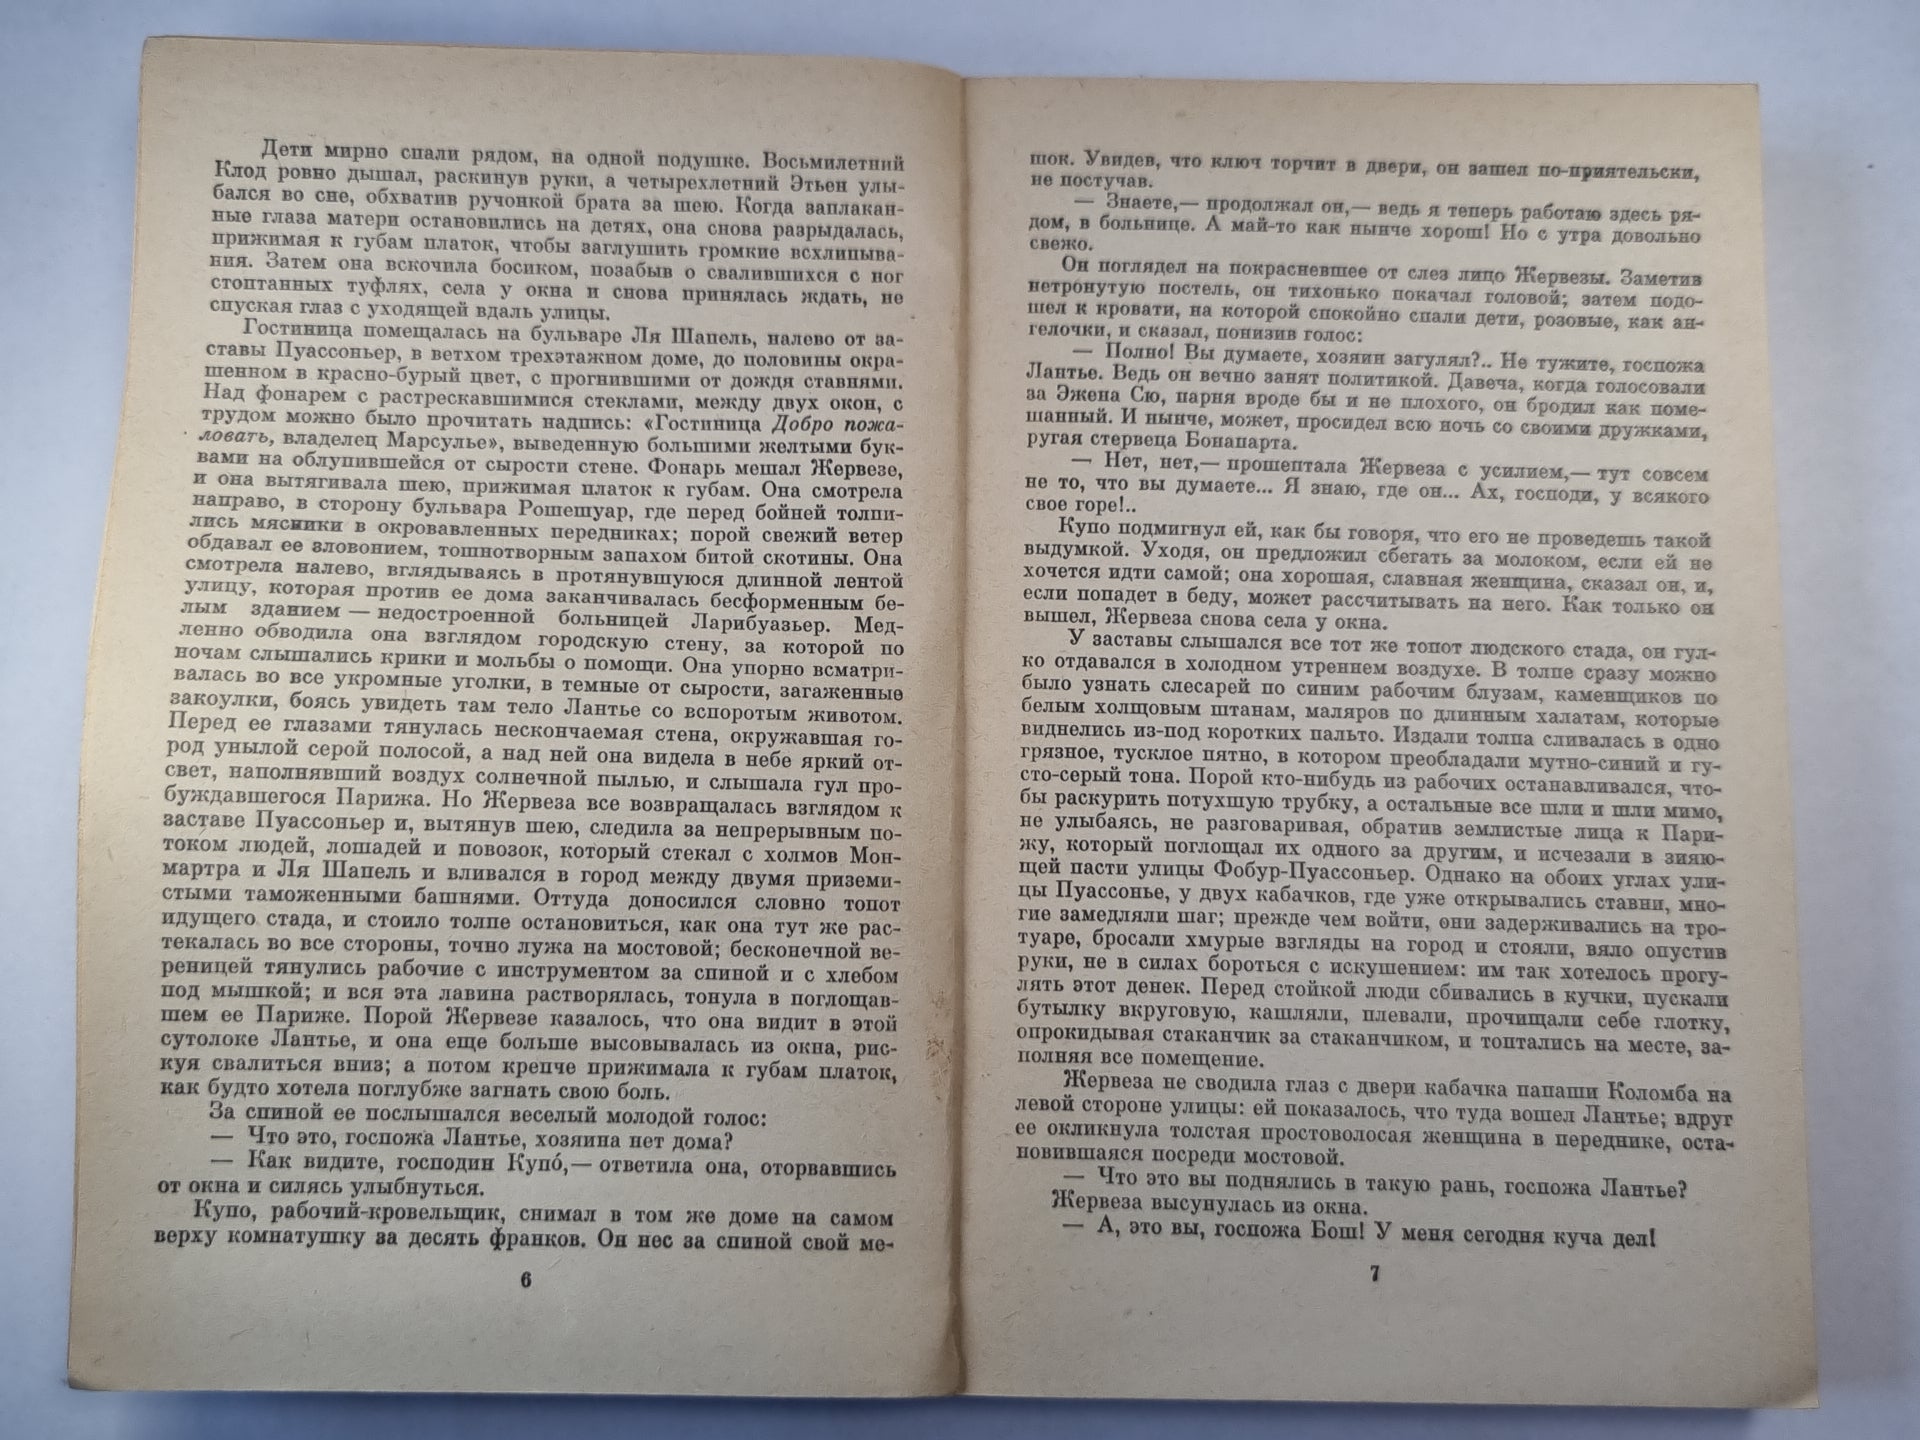 Дети мирно спали рядом, на одной подушке. Восьмилетний
Клод ровно дышал, раскинув руки, а четырехлетний Этьен улы-
бался во сне, обхватив ручонкой брата за шею. Когда заплакан-
ные глаза матери остановились на детях, она снова разрыдалась,
прижимая к губам платок, чтобы заглушить громкие всхлипыва-
ния. Затем она вскочила босиком, позабыв о свалившихся с ног
стоптанных туфлях, села у окна и снова принялась ждать, не
спуская глаз с уходящей вдаль улицы.
Гостиница помещалась на бульваре Ля Шапель, налево от за-
ставы Пуассоньер, в ветхом трехэтажном доме, до половины окра-
шенном в красно-бурый цвет, с прогнившими от дождя ставнями.
Над фонарем с растрескавшимися стеклами, между двух окон, с
трудом можно было прочитать надпись: «Гостиница Добро пожа-
ловать, владелец Марсулье», выведенную большими желтыми бук-
вами на облупившейся от сырости стене. Фонарь мешал Жервезе,
и она вытягивала шею, прижимая платок к губам. Она смотрела
направо, в сторону бульвара Рошешуар, где перед бойней толпи-
лись мясники в окровавленных передниках; порой свежий ветер
обдавал ее зловонием, тошнотворным запахом битой скотины. Она
смотрела налево, вглядываясь в протянувшуюся длинной лентой
улицу, которая против ее дома заканчивалась бесформенным бе-
лым зданием — недостроенной больницей Ларибуазьер. Мед-
ленно обводила она взглядом городскую стену, за которой по
ночам слышались крики и мольбы о помощи. Она упорно всматри-
валась во все укромные уголки, в темные от сырости, загаженные
закоулки, боясь увидеть там тело Лантье со вспоротым животом.
Перед ее глазами тянулась нескончаемая стена, окружавшая го-
род унылой серой полосой, а над ней она видела в небе яркий от-
свет, наполнявший воздух солнечной пылью, и слышала гул про-
буждавшегося Парижа. Но Жервеза все возвращалась взглядом к
заставе Пуассоньер и, вытянув шею, следила за непрерывным по-
током людей, лошадей и повозок, который стекал с холмов Мон-
мартра и Ля Шапель и вливался в город между двумя приземи-
стыми таможенными башнями. Оттуда доносился словно топот
идущего стада, и стоило толпе остановиться, как она тут же рас-
текалась во все стороны, точно лужа на мостовой; бесконечной ве-
реницей тянулись рабочие с инструментом за спиной и с хлебом
под мышкой; и вся эта лавина растворялась, тонула в поглощав-
шем ее Париже. Порой Жервезе казалось, что она видит в этой
сутолоке Лантье, и она еще больше высовывалась из окна, рис-
куя свалиться вниз; а потом крепче прижимала к губам платок,
как будто хотела поглубже загнать свою боль.
За спиной ее послышался веселый молодой голос:
— Что это, госпожа Лантье, хозяина нет дома?
— Как видите, господин Купо́,— ответила она, оторвавшись
от окна и силясь улыбнуться.
Купо, рабочий-кровельщик, снимал в том же доме на самом
верху комнатушку за десять франков. Он нес за спиной свой ме-
6
шок. Увидев, что ключ торчит в двери, он зашел по-приятельски,
не постучав.
— Знаете,— продолжал он,— ведь я теперь работаю здесь ря-
дом, в больнице. А май-то как нынче хорош! Но с утра довольно
свежо.
Он поглядел на покрасневшее от слез лицо Жервезы. Заметив
нетронутую постель, он тихонько покачал головой; затем подо-
шел к кровати, на которой спокойно спали дети, розовые, как ан-
гелочки, и сказал, понизив голос:
— Полно! Вы думаете, хозяин загулял?.. Не тужите, госпожа
Лантье. Ведь он вечно занят политикой. Давеча, когда голосовали
за Эжена Сю, парня вроде бы и не плохого, он бродил как поме-
шанный. И нынче, может, просидел всю ночь со своими дружками,
ругая стервеца Бонапарта.
— Нет, нет,— прошептала Жервеза с усилием,— тут совсем
не то, что вы думаете... Я знаю, где он... Ах, господи, у всякого
свое горе!..
Купо подмигнул ей, как бы говоря, что его не проведешь такой
выдумкой. Уходя, он предложил сбегать за молоком, если ей не
хочется идти самой; она хорошая, славная женщина, сказал он, и,
если попадет в беду, может рассчитывать на него. Как только он
вышел, Жервеза снова села у окна.
У заставы слышался все тот же топот людского стада, он гул-
ко отдавался в холодном утреннем воздухе. В толпе сразу можно
было узнать слесарей по синим рабочим блузам, каменщиков по
белым холщовым штанам, маляров по длинным халатам, которые
виднелись из-под коротких пальто. Издали толпа сливалась в одно
грязное, тусклое пятно, в котором преобладали мутно-синий и гу-
сто-серый тона. Порой кто-нибудь из рабочих останавливался, что-
бы раскурить потухшую трубку, а остальные все шли и шли мимо,
не улыбаясь, не разговаривая, обратив землистые лица к Пари-
жу, который поглощал их одного за другим, и исчезали в зияю-
щей пасти улицы Фобур-Пуассоньер. Однако на обоих углах ули-
цы Пуассонье, у двух кабачков, где уже открывались ставни, мно-
гие замедляли шаг; прежде чем войти, они задерживались на тро-
туаре, бросали хмурые взгляды на город и стояли, вяло опустив
руки, не в силах бороться с искушением: им так хотелось прогу-
лять этот денек. Перед стойкой люди сбивались в кучки, пускали
бутылку вкруговую, кашляли, плевали, прочищали себе глотку,
опрокидывая стаканчик за стаканчиком, и топтались на месте, за-
полняя все помещение.
Жервеза не сводила глаз с двери кабачка папаши Коломба на
левой стороне улицы: ей показалось, что туда вошел Лантье; вдруг
ее окликнула толстая простоволосая женщина в переднике, оста-
новившаяся посреди мостовой.
— Что это вы поднялись в такую рань, госпожа Лантье?
Жервеза высунулась из окна.
— А, это вы, госпожа Бош! У меня сегодня куча дел!
7